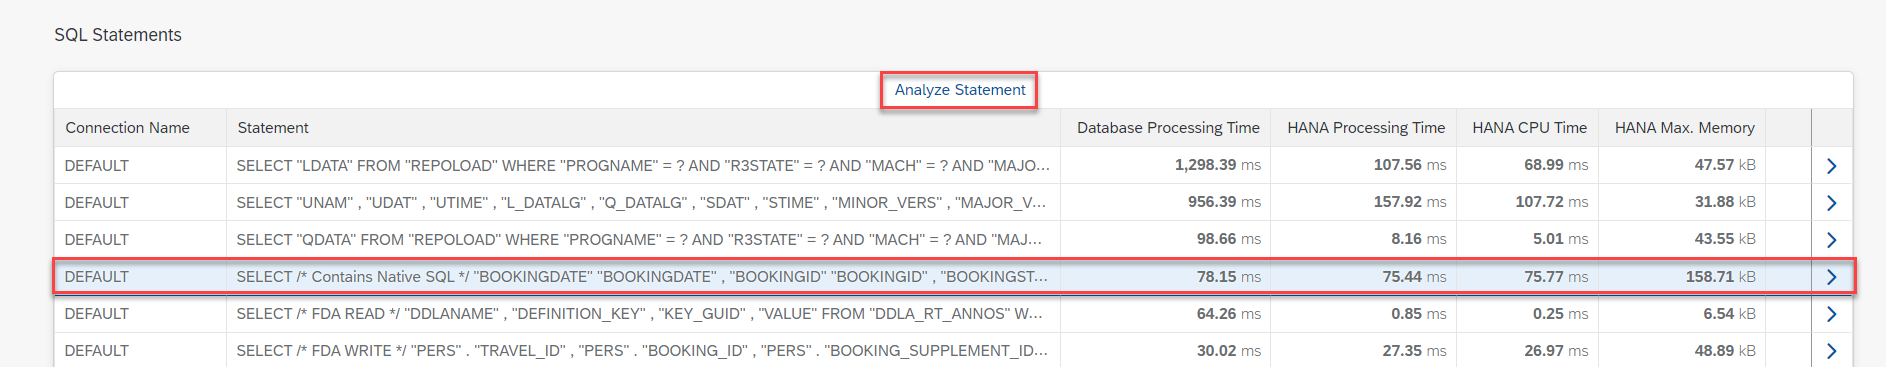 SQL Statements
Analyze Statement
Connection Name Statement Database Processing Time HANA Processing Time HANA CPU Time HANA Max. Memory
DEFAULT SELECT "LDATA" FROM "REPOLOAD" WHERE "PROGNAME" = ? AND "R3STATE" = ? AND "MACH" = ? AND "MAJO... 1,298.39 ms 107.56 ms 68.99 ms 47.57 kB
DEFAULT SELECT "UNAM" , "UDAT" , "UTIME" , "L_DATALG" , "Q_DATALG" , "SDAT" , "STIME" , "MINOR_VERS" , "MAJOR_V... 956.39 ms 157.92 ms 107.72 ms 31.88 kB
DEFAULT SELECT "QDATA" FROM "REPOLOAD" WHERE "PROGNAME" = ? AND "R3STATE" = ? AND "MACH" = ? AND "MAJ... 98.66 ms 8.16 ms 5.01 ms 43.55 kB
DEFAULT SELECT /* Contains Native SQL */ "BOOKINGDATE" "BOOKINGDATE" , "BOOKINGID" "BOOKINGID" , "BOOKINGST... 78.15 ms 75.44 ms 75.77 ms 158.71 kB
DEFAULT SELECT /* FDA READ */ "DDLANAME" , "DEFINITION_KEY" , "KEY_GUID" , "VALUE" FROM "DDLA_RT_ANNOS" W... 64.26 ms 0.85 ms 0.25 ms 6.54 kB
DEFAULT SELECT /* FDA WRITE */ "PERS" . "TRAVEL_ID" , "PERS" . "BOOKING_ID" , "PERS" . "BOOKING_SUPPLEMENT_ID... 30.02 ms 27.35 ms 26.97 ms 48.89 kB